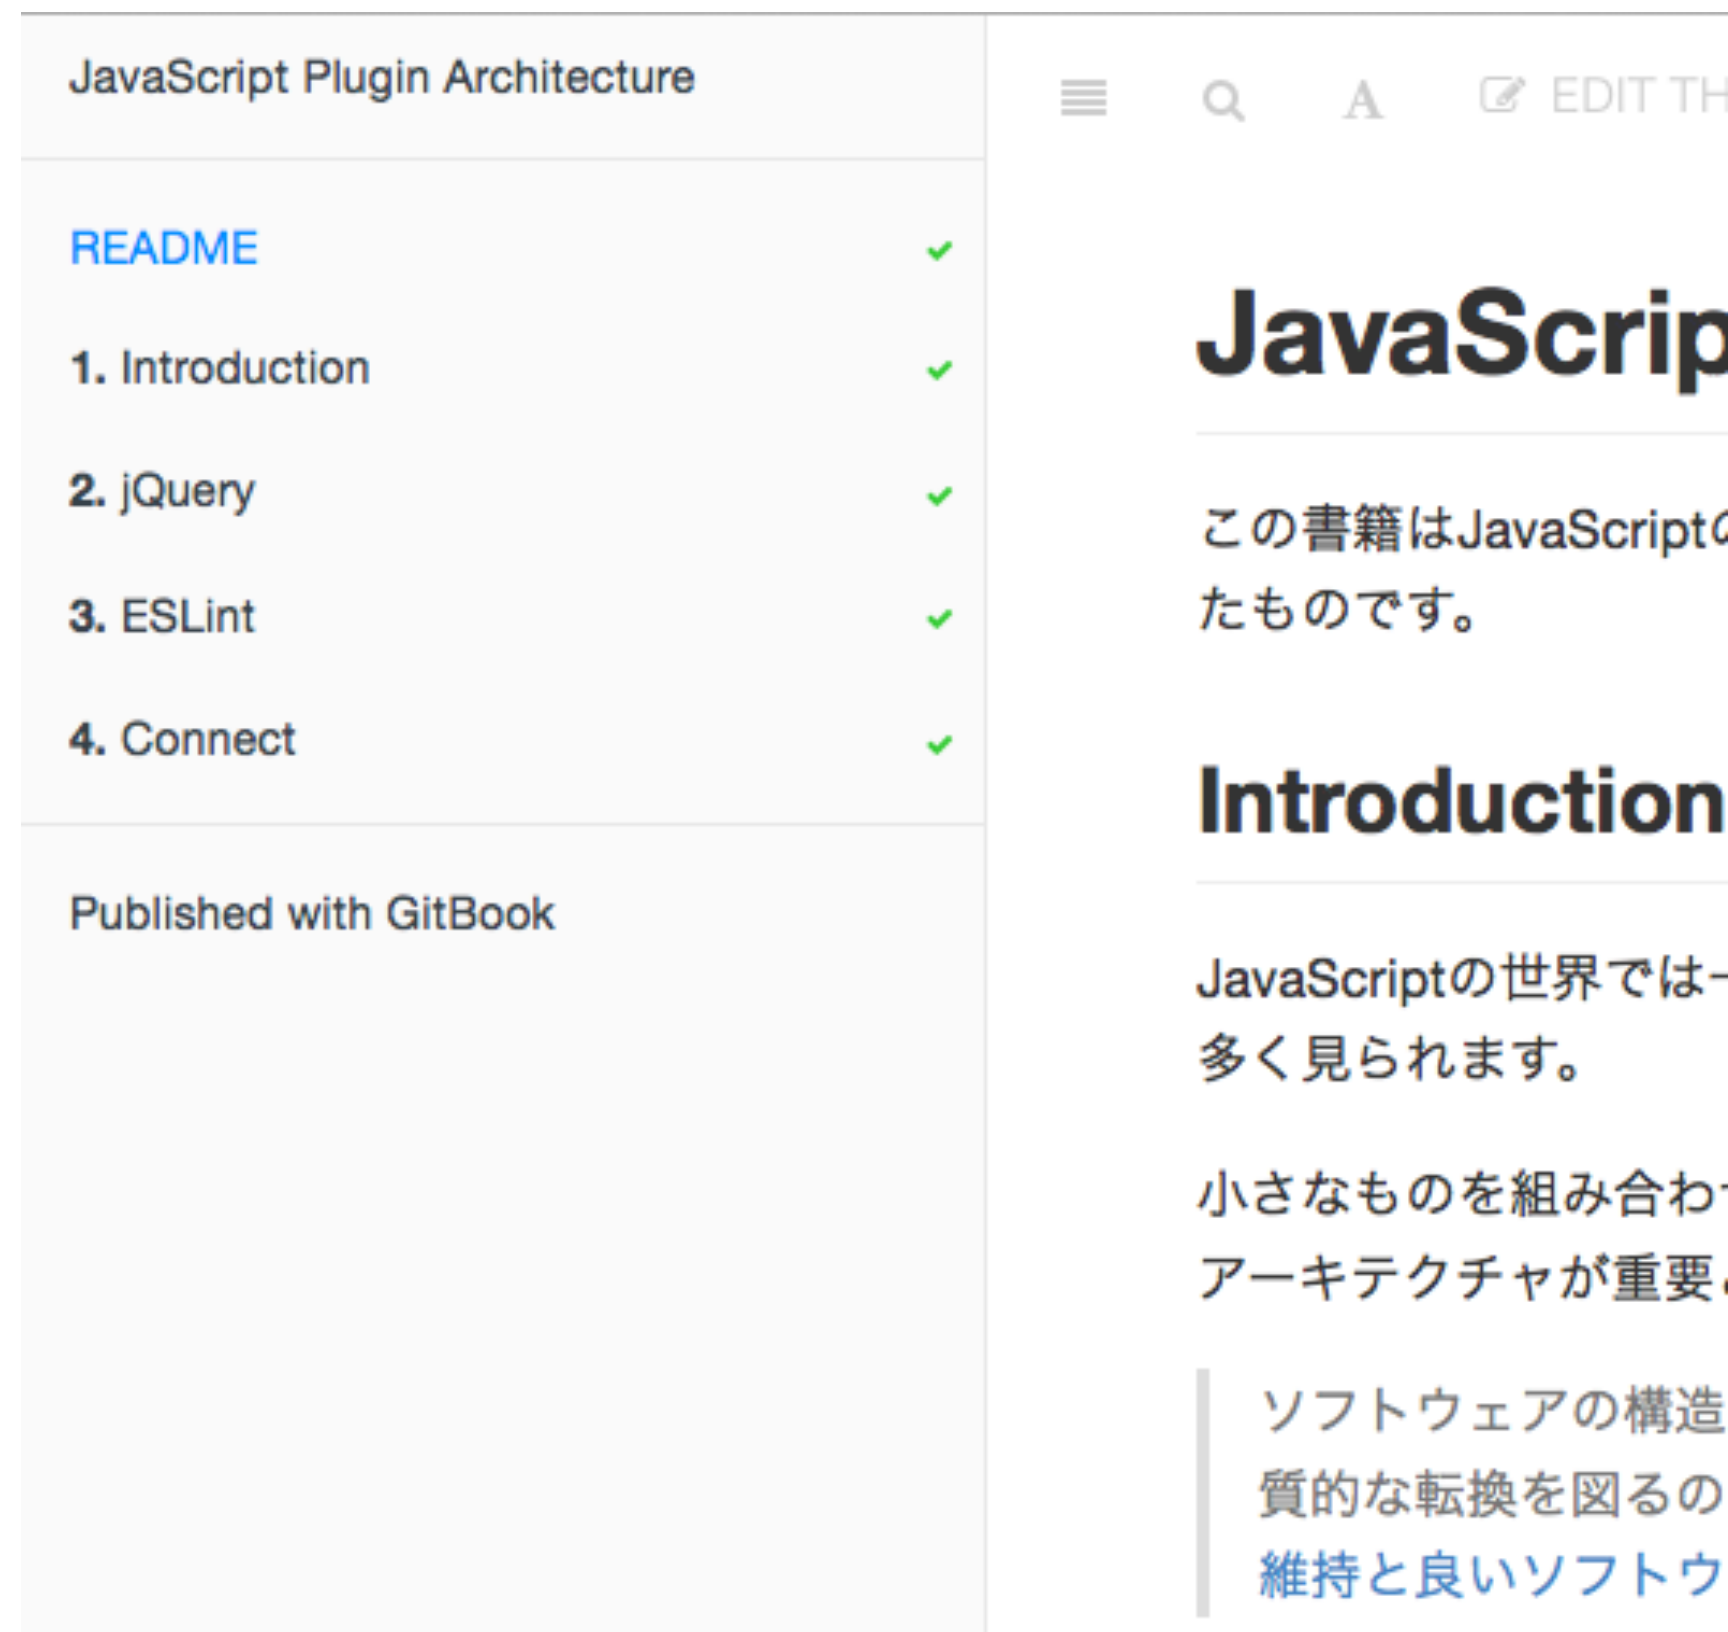 JavaScript Plugin Architecture
README
1. Introduction
2. jQuery
3. ESLint
4. Connect
Published with GitBook
A EDIT TH
JavaScrip
この書籍はJavaScriptの
たものです。
Introduction
JavaScriptの世界では一
多く見られます。
小さなものを組み合わせ
アーキテクチャが重要
ソフトウェアの構造
質的な転換を図るの
維持と良いソフトウ